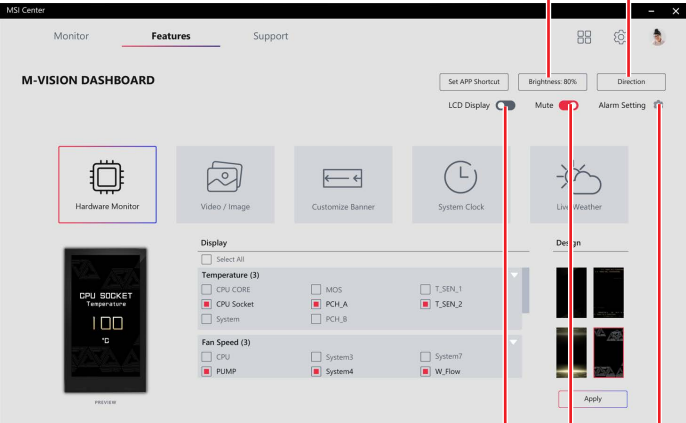 MSI Center
Monitor Features Support
M-VISION DASHBOARD
Set APP Shortcut Brightness: 80% Direction
LCD Display Mute Alarm Setting
Hardware Monitor Video / Image Customize Banner System Clock Live Weather
Display Design
Select All
Temperature (3)
CPU CORE MOS T_SEN_1
CPU Socket PCH_A T_SEN_2
System PCH_B
Fan Speed (3)
CPU System3 System7
PUMP System4 W_Flow
CPU SOCKET
Temperature
100
°C
PREVIEW
Apply